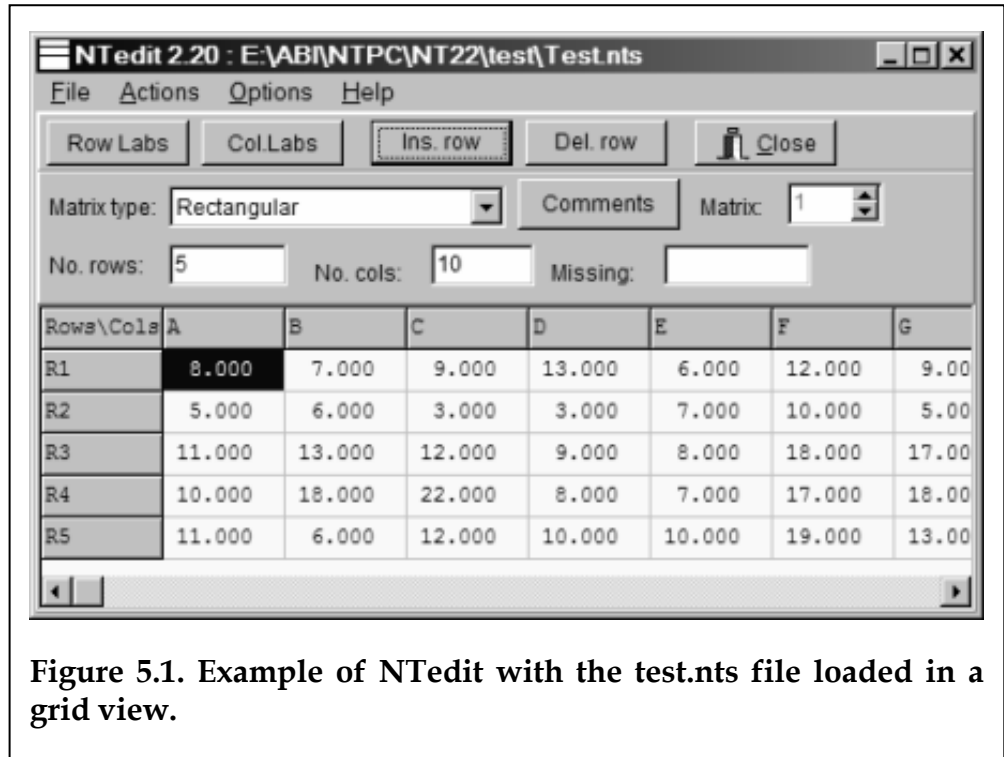 NTedit 2.20 : E:\ABI\NTPC\NT22\test\Test.nts
File Actions Options Help
Row Labs Col.Labs Ins. row Del. row Close
Matrix type: Rectangular Comments Matrix: 1
No. rows: 5 No. cols: 10 Missing:
Rows\Cols A B C D E F G
R1 8.000 7.000 9.000 13.000 6.000 12.000 9.00
R2 5.000 6.000 3.000 3.000 7.000 10.000 5.00
R3 11.000 13.000 12.000 9.000 8.000 18.000 17.00
R4 10.000 18.000 22.000 8.000 7.000 17.000 18.00
R5 11.000 6.000 12.000 10.000 10.000 19.000 13.00
Figure 5.1. Example of NTedit with the test.nts file loaded in a
grid view.